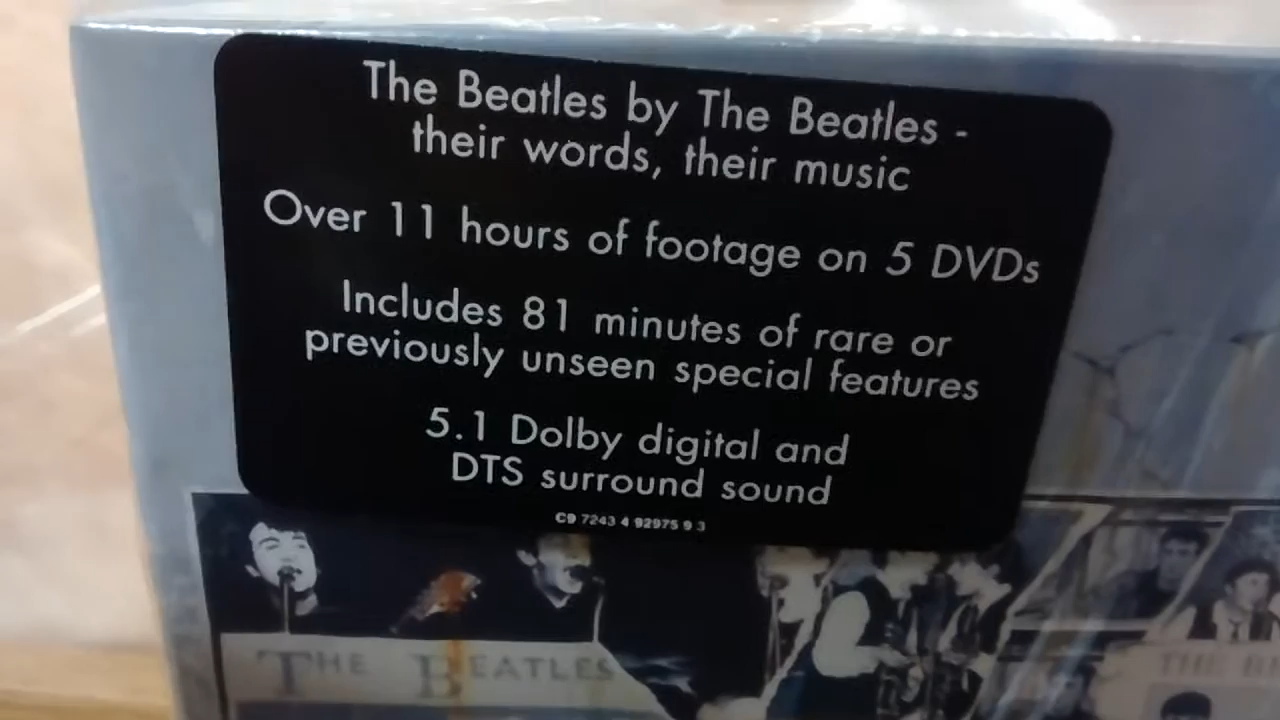 The Beatles by The Beatles -
their words, their music
Over 11 hours of footage on 5 DVDs
Includes 81 minutes of rare or
previously unseen special features
5.1 Dolby digital and
DTS surround sound
C9 7243 4 92975 9 3
THE BEATLES
THE